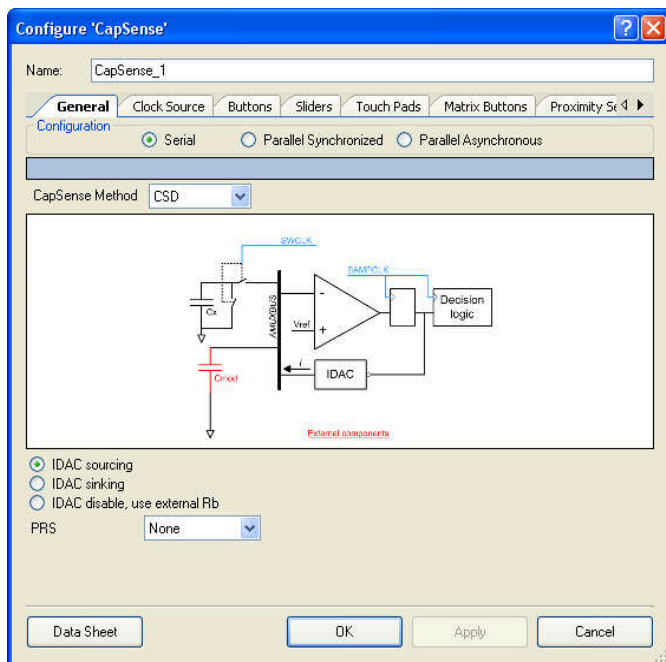 Configure 'CapSense'
Name: CapSense_1
General Clock Source Buttons Sliders Touch Pads Matrix Buttons Proximity Se
Configuration
Serial Parallel Synchronized Parallel Asynchronous
CapSense Method CSD
SWCLK
SAMPCLK
Cx
AMUXBUS
Vref
-
+
Decision
logic
i
IDAC
Cmod
External components
IDAC sourcing
IDAC sinking
IDAC disable, use external Rb
PRS None
Data Sheet OK Apply Cancel